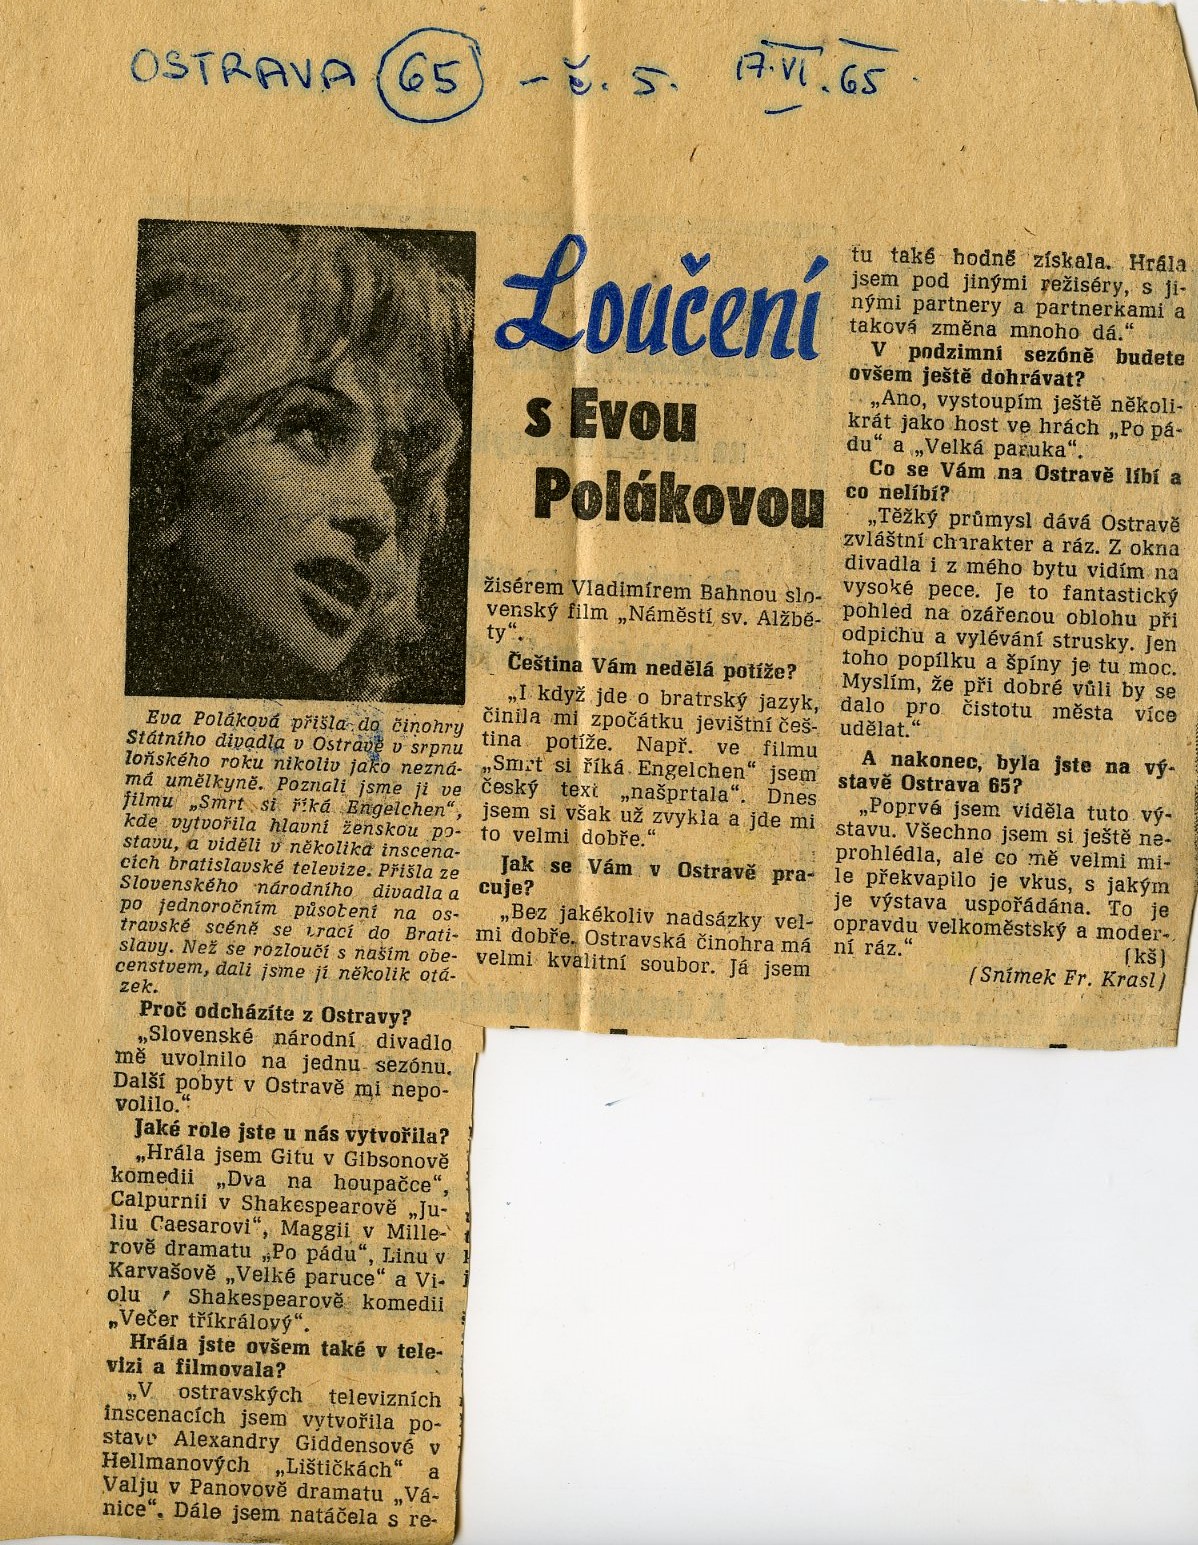 OSTRAVA 65 – č. 5. 17. VI. 65
Loučení
s Evou
Polákovou
Eva Poláková přišla do činohry
Státního divadla v Ostravě v srpnu
loňského roku nikoliv jako nezná-
má umělkyně. Poznali jsme ji ve
filmu „Smrt si říká Engelchen“,
kde vytvořila hlavní ženskou po-
stavu, a viděli v několika inscena-
cích bratislavské televize. Přišla ze
Slovenského národního divadla a
po jednoročním působení na os-
travské scéně se vrací do Brati-
slavy. Než se rozloučí s naším obe-
censtvem, dali jsme jí několik otá-
zek.
Proč odcházíte z Ostravy?
„Slovenské národní divadlo
mě uvolnilo na jednu sezónu.
Další pobyt v Ostravě mi nepo-
volilo.“
Jaké role jste u nás vytvořila?
„Hrála jsem Gitu v Gibsonově
komedii „Dva na houpačce“,
Calpurnii v Shakespearově „Ju-
liu Caesarovi“, Maggii v Mille-
rově dramatu „Po pádu“, Linu v
Karvašově „Velké paruce“ a Vi-
olu v Shakespearově komedii
„Večer tříkrálový“.
Hrála jste ovšem také v tele-
vizi a filmovala?
„V ostravských televizních
inscenacích jsem vytvořila po-
stavu Alexandry Giddensové v
Hellmanových „Lištičkách“ a
Valju v Panovově dramatu „Vá-
nice“. Dále jsem natáčela s re-
žisérem Vladimírem Bahnou slo-
venský film „Náměstí sv. Alžbě-
ty“.
Čeština Vám nedělá potíže?
„I když jde o bratrský jazyk,
činila mi zpočátku jevištní češ-
tina potíže. Např. ve filmu
„Smrt si říká Engelchen“ jsem
český text „našprtala“. Dnes
jsem si však už zvykla a jde mi
to velmi dobře.“
Jak se Vám v Ostravě pra-
cuje?
„Bez jakékoliv nadsázky vel-
mi dobře. Ostravská činohra má
velmi kvalitní soubor. Já jsem
tu také hodně získala. Hrála
jsem pod jinými režiséry, s ji-
nými partnery a partnerkami a
taková změna mnoho dá.“
V podzimní sezóně budete
ovšem ještě dohrávat?
„Ano, vystoupím ještě několi-
krát jako host ve hrách „Po pá-
du“ a „Velká paruka“.
Co se Vám na Ostravě líbí a
co nelíbí?
„Těžký průmysl dává Ostravě
zvláštní charakter a ráz. Z okna
divadla i z mého bytu vidím na
vysoké pece. Je to fantastický
pohled na ozářenou oblohu při
odpichu a vylévání strusky. Jen
toho popílku a špíny je tu moc.
Myslím, že při dobré vůli by se
dalo pro čistotu města více
udělat.“
A nakonec, byla jste na vý-
stavě Ostrava 65?
„Poprvé jsem viděla tuto vý-
stavu. Všechno jsem si ještě ne-
prohlédla, ale co mě velmi mi-
le překvapilo je vkus, s jakým
je výstava uspořádána. To je
opravdu velkoměstský a moder-
ní ráz.“
(kš)
(Snímek Fr. Krasl)